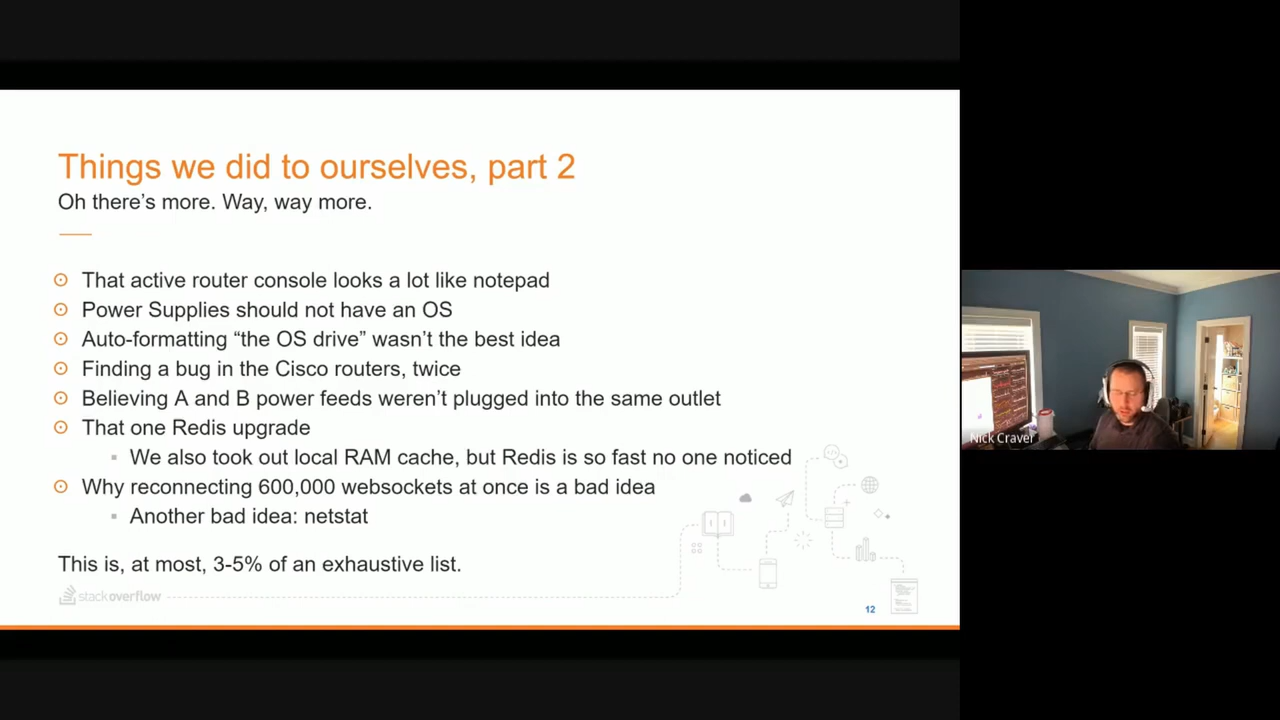 Things we did to ourselves, part 2
Oh there’s more. Way, way more.
That active router console looks a lot like notepad
Power Supplies should not have an OS
Auto-formatting “the OS drive” wasn’t the best idea
Finding a bug in the Cisco routers, twice
Believing A and B power feeds weren’t plugged into the same outlet
That one Redis upgrade
We also took out local RAM cache, but Redis is so fast no one noticed
Why reconnecting 600,000 websockets at once is a bad idea
Another bad idea: netstat
This is, at most, 3-5% of an exhaustive list.
stackoverflow
12
Nick Craver